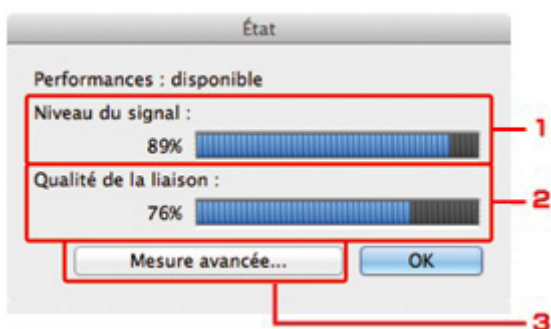 État
Performances : disponible
Niveau du signal :
89%
1
Qualité de la liaison :
76%
2
Mesure avancée... OK
3